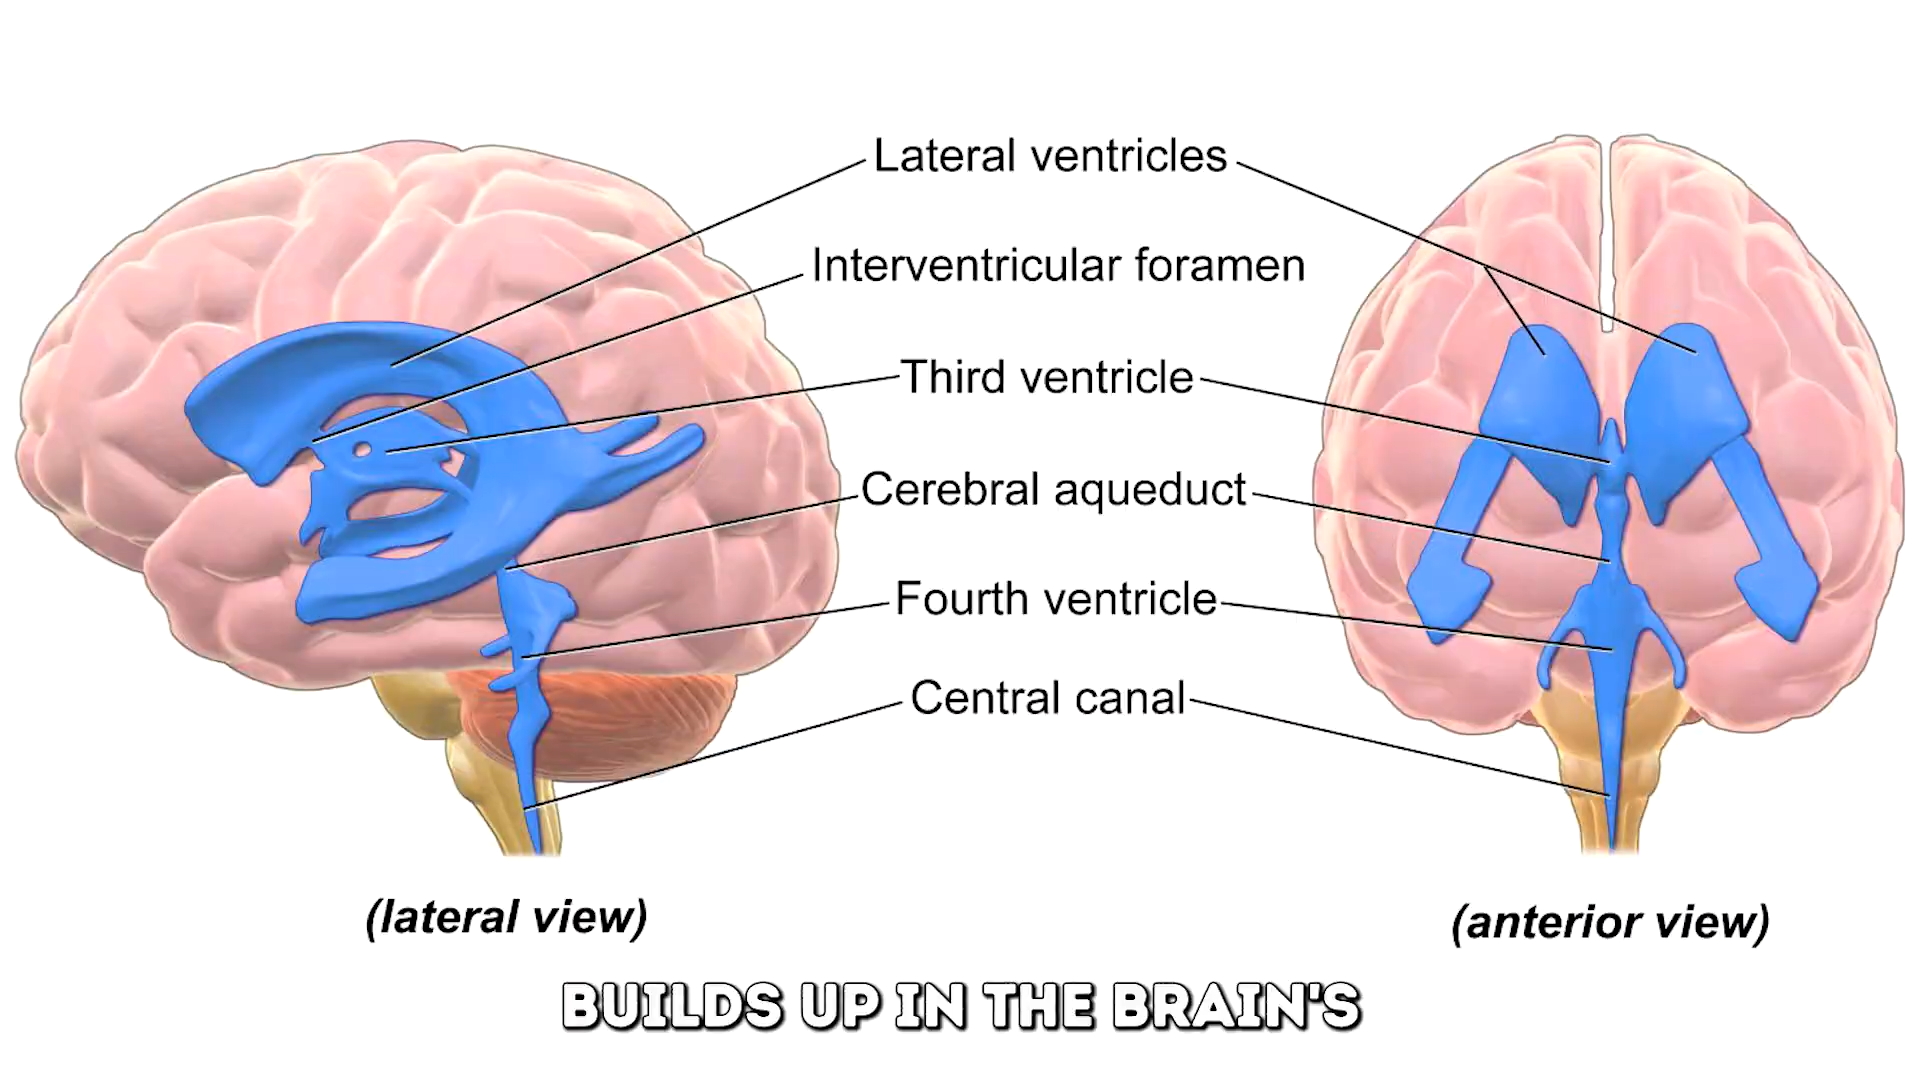 Lateral ventricles
Interventricular foramen
Third ventricle
Cerebral aqueduct
Fourth ventricle
Central canal
(lateral view)
(anterior view)
BUILDS UP IN THE BRAIN'S